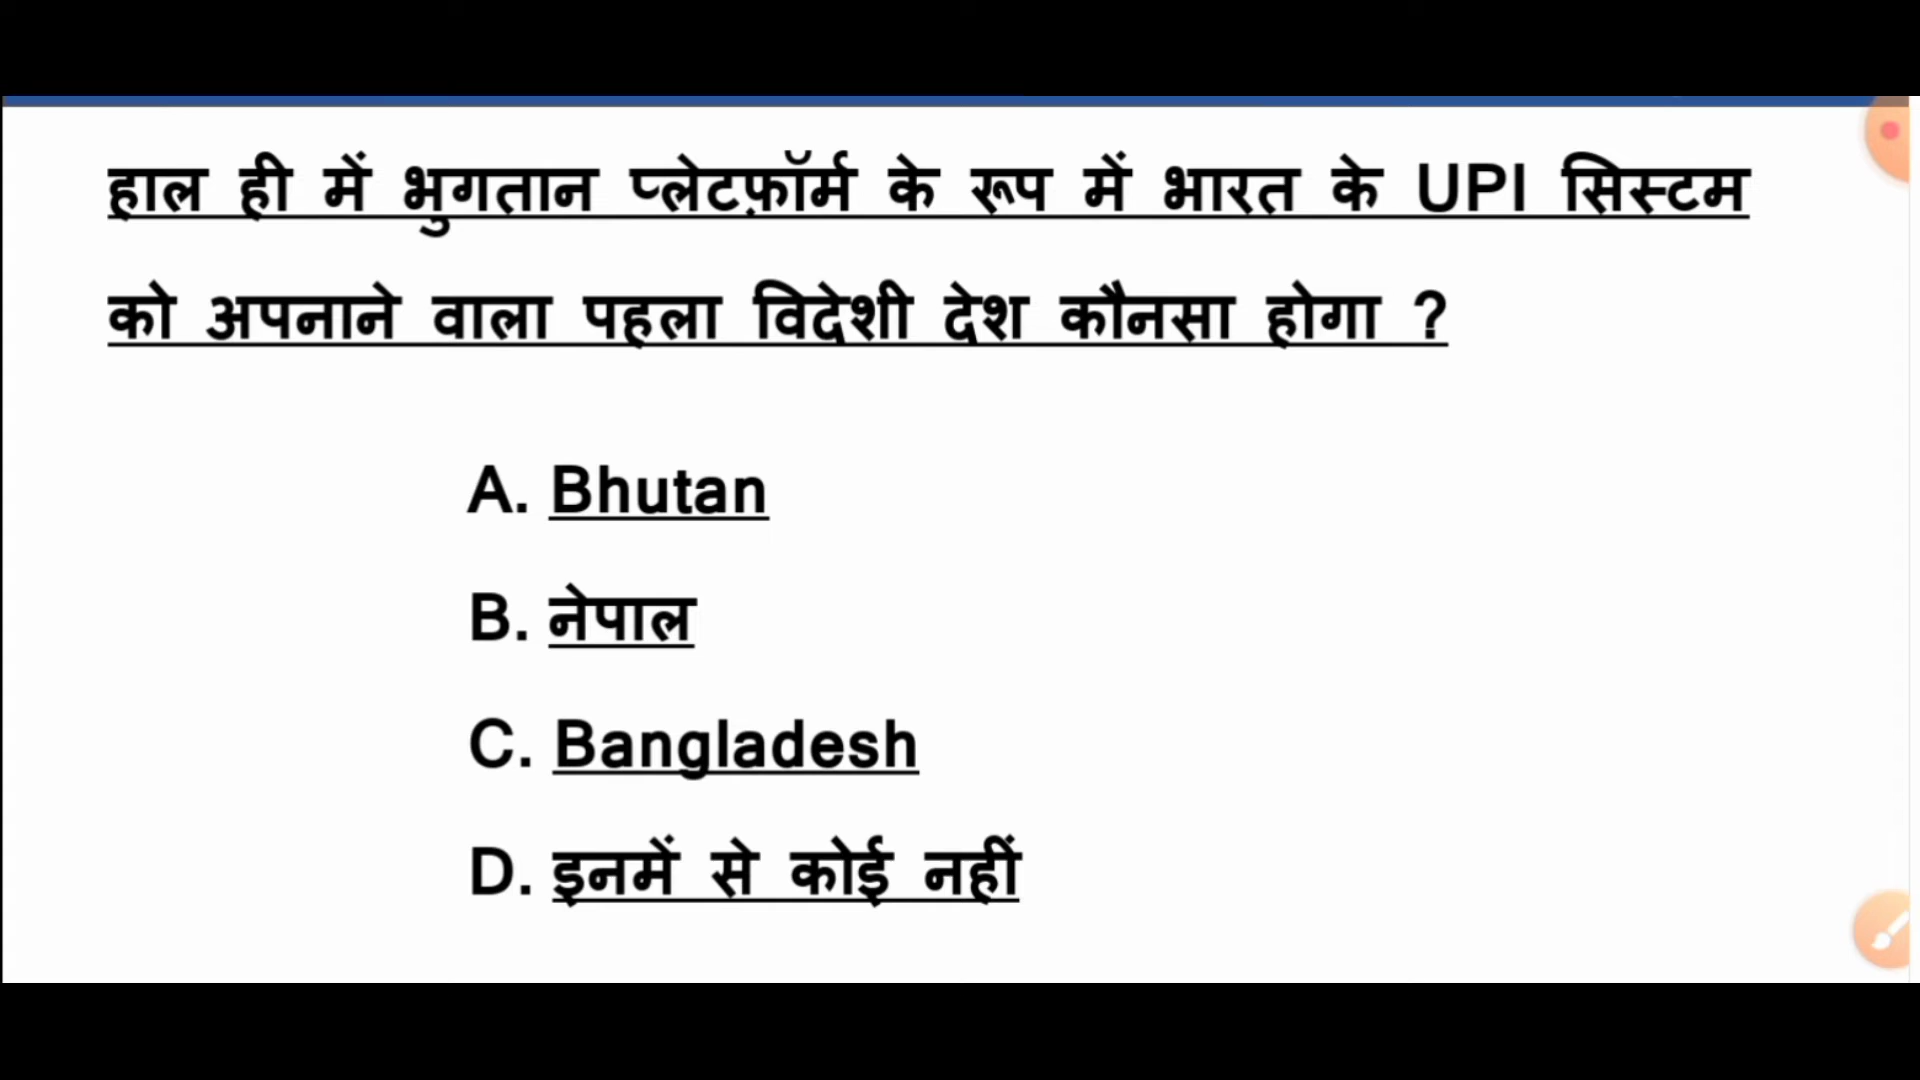 हाल ही में भुगतान प्लेटफ़ॉर्म के रूप में भारत के UPI सिस्टम
को अपनाने वाला पहला विदेशी देश कौनसा होगा ?
A. Bhutan
B. नेपाल
C. Bangladesh
D. इनमें से कोई नहीं